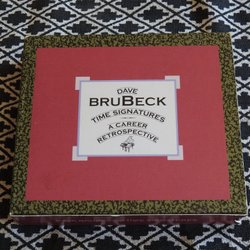 DAVE
BRUBECK
TIME SIGNATURES
A CAREER
RETROSPECTIVE